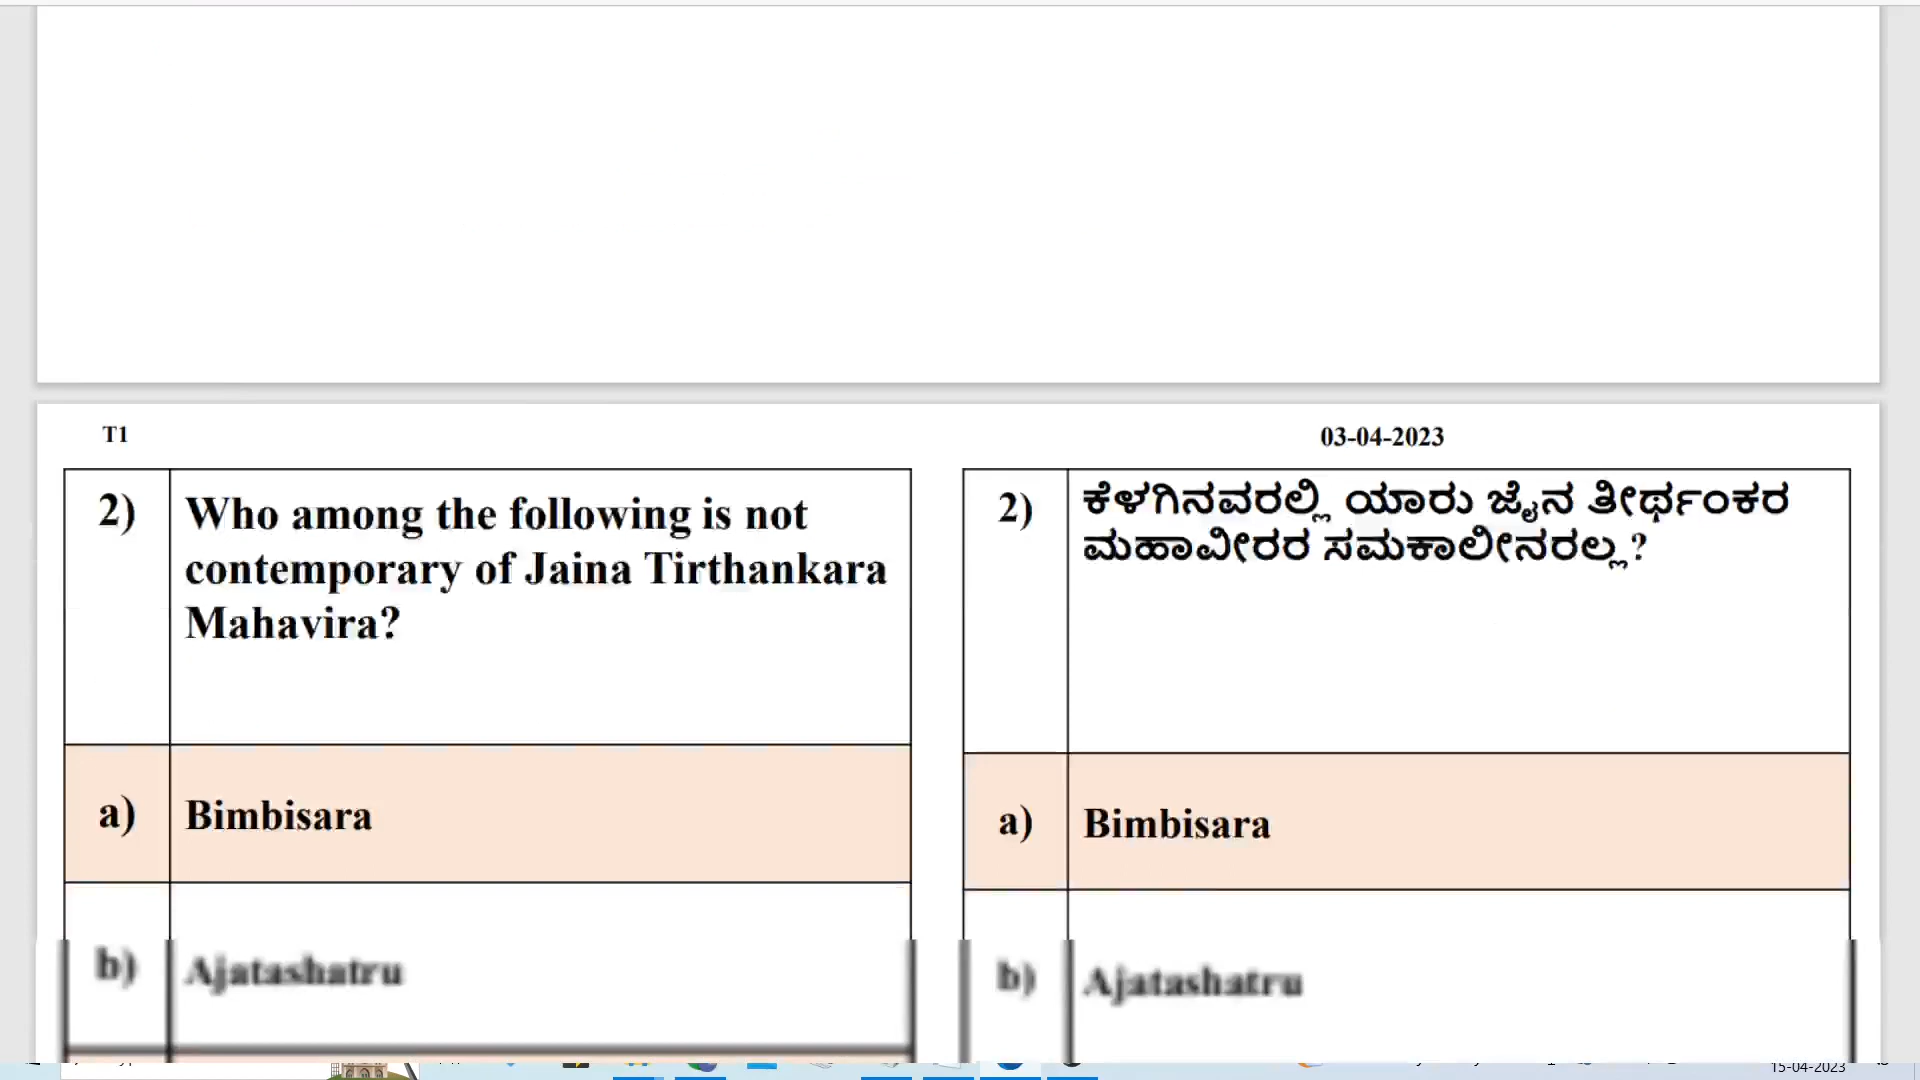 T1
03-04-2023
2)
Who among the following is not
contemporary of Jaina Tirthankara
Mahavira?
a)
Bimbisara
b)
Ajatashatru
2)
ಕೆಳಗಿನವರಲ್ಲಿ ಯಾರು ಜೈನ ತೀರ್ಥಂಕರ
ಮಹಾವೀರರ ಸಮಕಾಲೀನರಲ್ಲ?
a)
Bimbisara
b)
Ajatashatru
15-04-2023